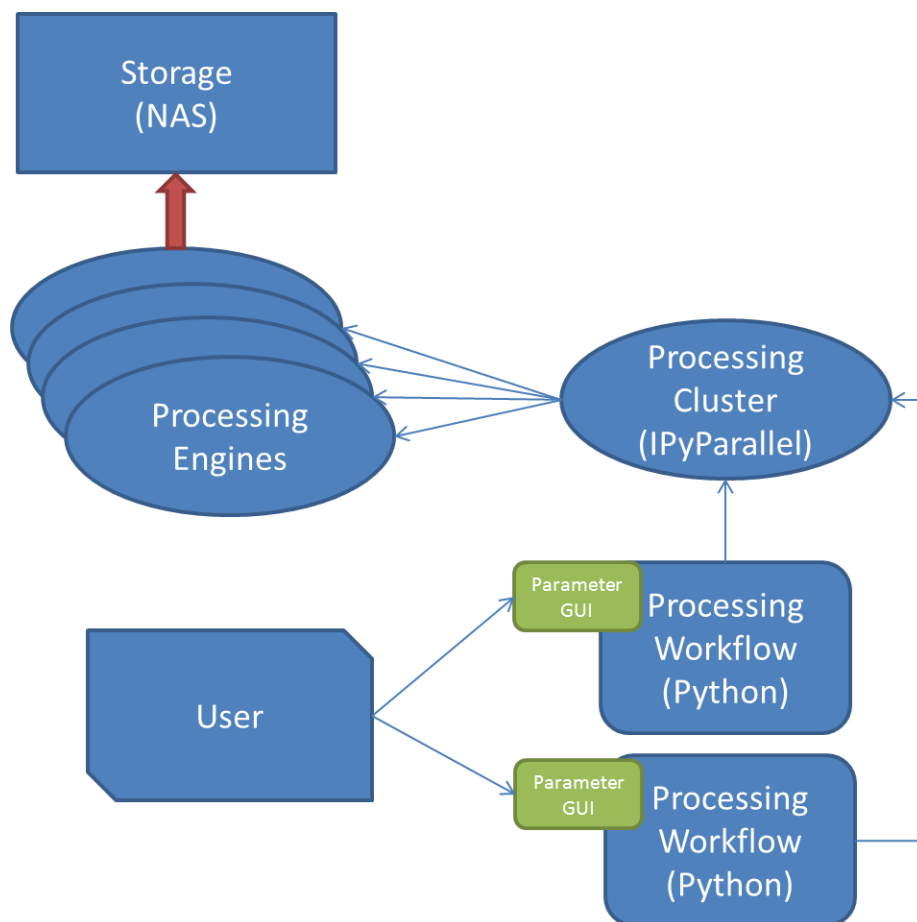 Storage
(NAS)
Processing
Cluster
(IPyParallel)
Processing
Engines
Parameter
GUI
Processing
Workflow
(Python)
User
Parameter
GUI
Processing
Workflow
(Python)